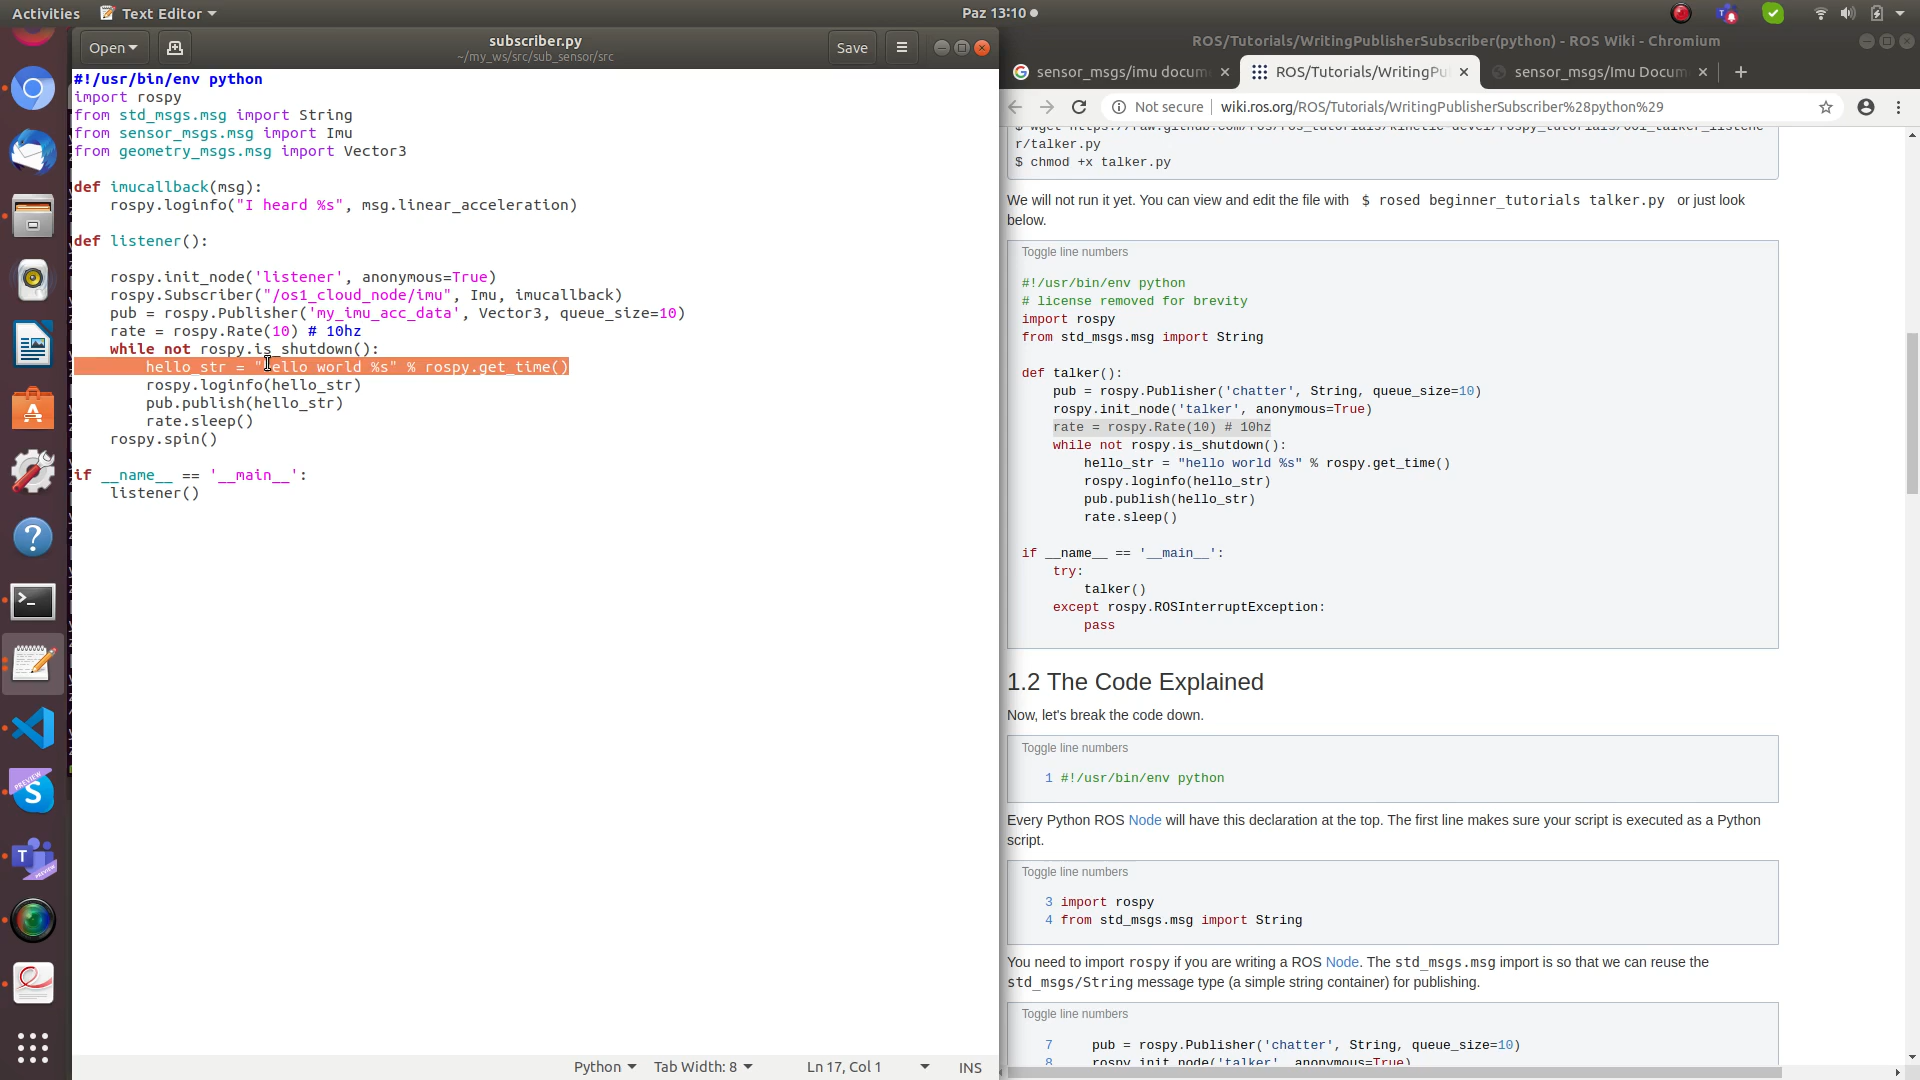 Activities
Text Editor
Paz 13:10
Open
subscriber.py
~/my_ws/src/sub_sensor/src
Save
#!/usr/bin/env python
import rospy
from std_msgs.msg import String
from sensor_msgs.msg import Imu
from geometry_msgs.msg import Vector3
def imucallback(msg):
    rospy.loginfo("I heard %s", msg.linear_acceleration)
def listener():
    rospy.init_node('listener', anonymous=True)
    rospy.Subscriber("/os1_cloud_node/imu", Imu, imucallback)
    pub = rospy.Publisher('my_imu_acc_data', Vector3, queue_size=10)
    rate = rospy.Rate(10) # 10hz
    while not rospy.is_shutdown():
        hello_str = "hello world %s" % rospy.get_time()
        rospy.loginfo(hello_str)
        pub.publish(hello_str)
        rate.sleep()
    rospy.spin()
if __name__ == '__main__':
    listener()
Python
Tab Width: 8
Ln 17, Col 1
INS
ROS/Tutorials/WritingPublisherSubscriber(python) - ROS Wiki - Chromium
sensor_msgs/imu docum
ROS/Tutorials/WritingPu
sensor_msgs/Imu Docum
Not secure
wiki.ros.org/ROS/Tutorials/WritingPublisherSubscriber%28python%29
r/talker.py
$ chmod +x talker.py
We will not run it yet. You can view and edit the file with $ rosed beginner_tutorials talker.py or just look
below.
Toggle line numbers
#!/usr/bin/env python
# license removed for brevity
import rospy
from std_msgs.msg import String
def talker():
    pub = rospy.Publisher('chatter', String, queue_size=10)
    rospy.init_node('talker', anonymous=True)
    rate = rospy.Rate(10) # 10hz
    while not rospy.is_shutdown():
        hello_str = "hello world %s" % rospy.get_time()
        rospy.loginfo(hello_str)
        pub.publish(hello_str)
        rate.sleep()
if __name__ == '__main__':
    try:
        talker()
    except rospy.ROSInterruptException:
        pass
1.2 The Code Explained
Now, let's break the code down.
Toggle line numbers
1 #!/usr/bin/env python
Every Python ROS Node will have this declaration at the top. The first line makes sure your script is executed as a Python
script.
Toggle line numbers
3 import rospy
4 from std_msgs.msg import String
You need to import rospy if you are writing a ROS Node. The std_msgs.msg import is so that we can reuse the
std_msgs/String message type (a simple string container) for publishing.
Toggle line numbers
7 pub = rospy.Publisher('chatter', String, queue_size=10)
8 rospy.init_node('talker', anonymous=True)